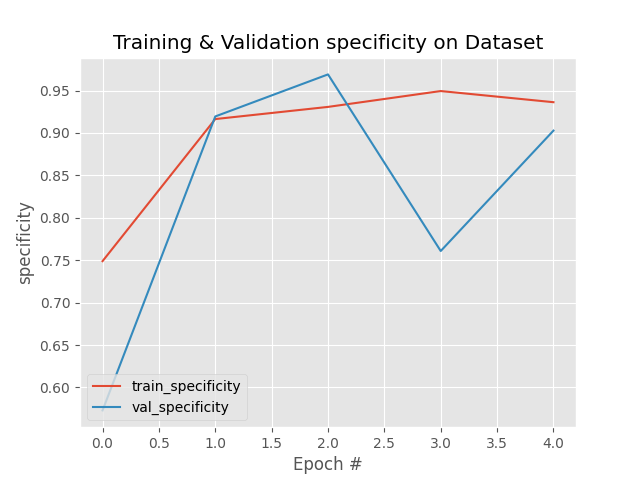 Training & Validation specificity on Dataset
specificity
0.95
0.90
0.85
0.80
0.75
0.70
0.65
0.60
train_specificity
val_specificity
0.0 0.5 1.0 1.5 2.0 2.5 3.0 3.5 4.0
Epoch #